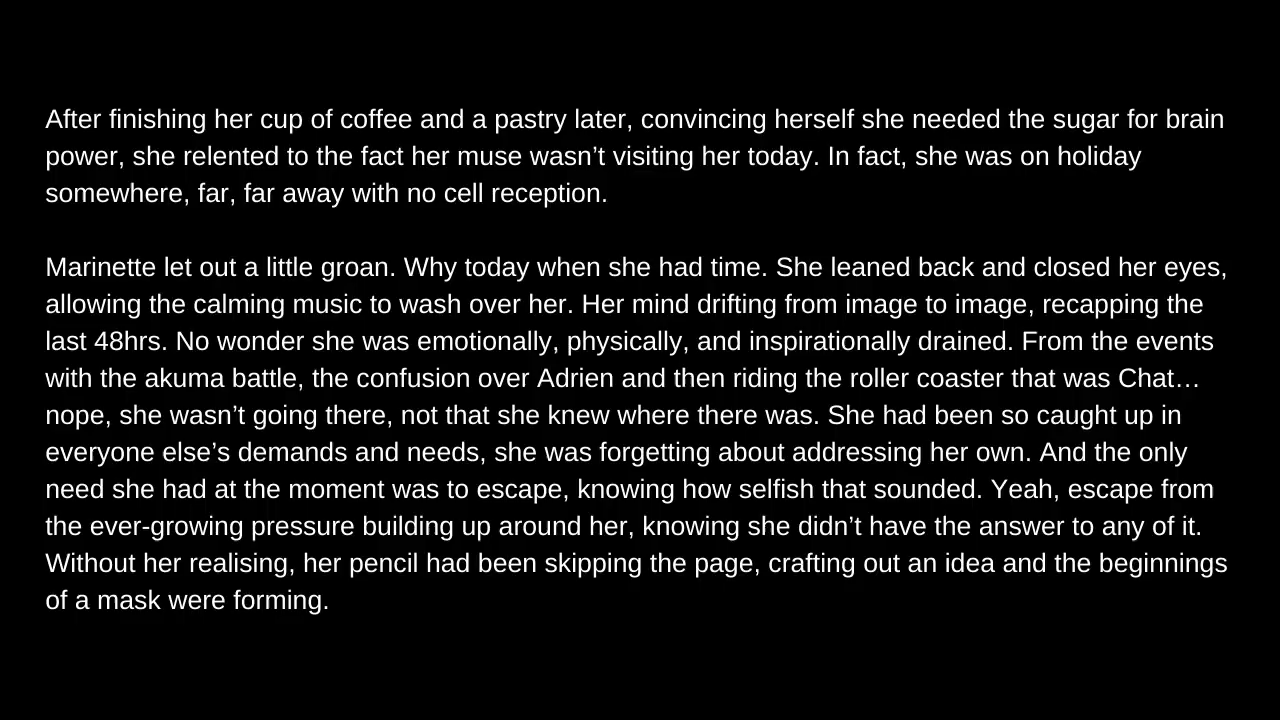 After finishing her cup of coffee and a pastry later, convincing herself she needed the sugar for brain
power, she relented to the fact her muse wasn’t visiting her today. In fact, she was on holiday
somewhere, far, far away with no cell reception.
Marinette let out a little groan. Why today when she had time. She leaned back and closed her eyes,
allowing the calming music to wash over her. Her mind drifting from image to image, recapping the
last 48hrs. No wonder she was emotionally, physically, and inspirationally drained. From the events
with the akuma battle, the confusion over Adrien and then riding the roller coaster that was Chat…
nope, she wasn’t going there, not that she knew where there was. She had been so caught up in
everyone else’s demands and needs, she was forgetting about addressing her own. And the only
need she had at the moment was to escape, knowing how selfish that sounded. Yeah, escape from
the ever-growing pressure building up around her, knowing she didn’t have the answer to any of it.
Without her realising, her pencil had been skipping the page, crafting out an idea and the beginnings
of a mask were forming.